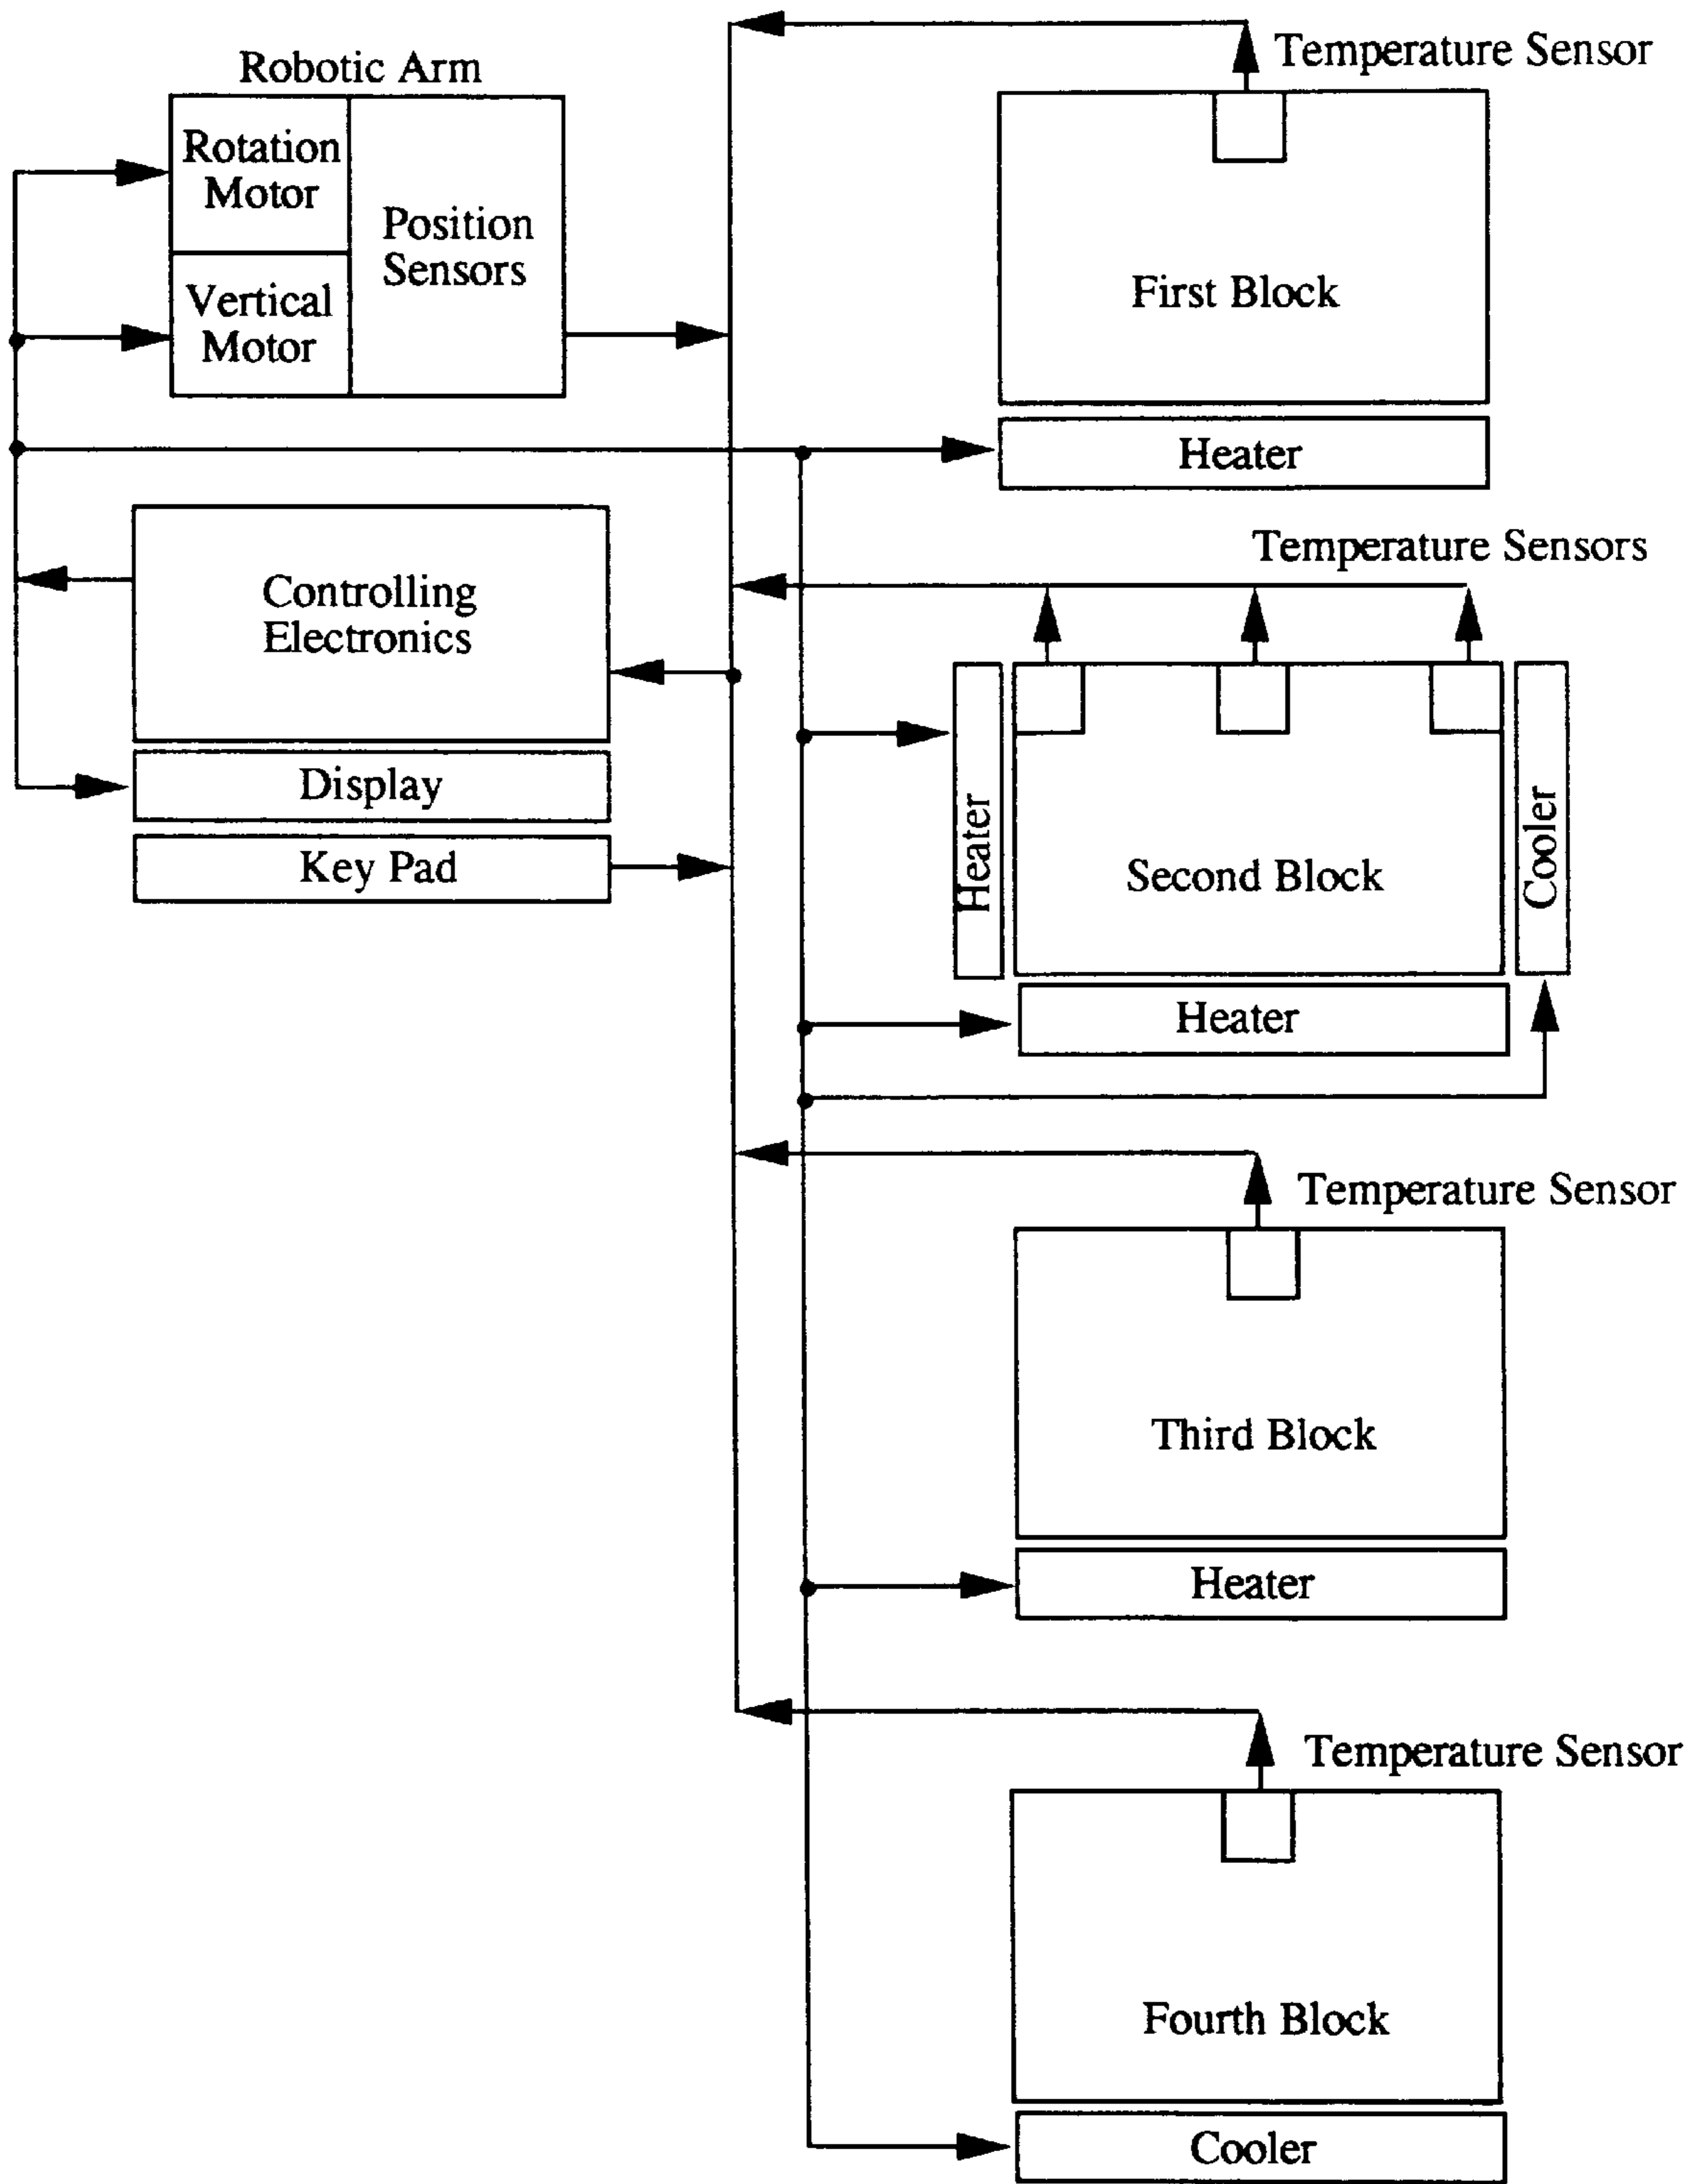 Robotic Arm
Rotation
Motor
Position
Sensors
Vertical
Motor
Controlling
Electronics
Display
Key Pad
Temperature Sensor
First Block
Heater
Temperature Sensors
Heater
Second Block
Cooler
Heater
Temperature Sensor
Third Block
Heater
Temperature Sensor
Fourth Block
Cooler